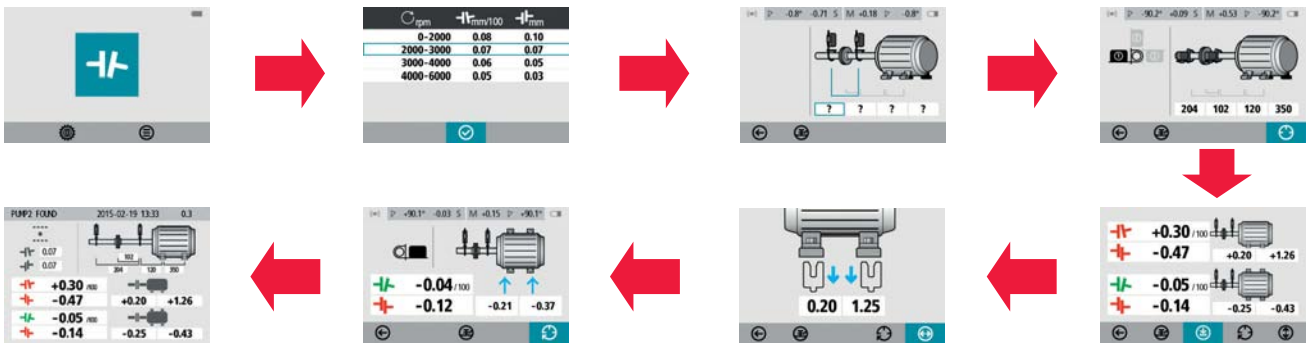 rpm mm/100 mm
0-2000 0.08 0.10
2000-3000 0.07 0.07
3000-4000 0.06 0.05
4000-6000 0.05 0.03
-0.8° -0.71 S M +0.18 -0.8°
? ? ? ?
-90.2° +0.09 S M +0.53 -90.2°
204 102 120 350
+0.30 /100
-0.47 +0.20 +1.26
-0.05 /100
-0.14 -0.25 -0.43
0.20 1.25
+90.1° -0.03 S M +0.15 +90.1°
-0.04 /100
-0.12 -0.21 -0.37
PUMP2 FOUND 2015-02-19 13:33 0.3
0.07
0.07
102
204 120 350
+0.30 /100
-0.47 +0.20 +1.26
-0.05 /100
-0.14 -0.25 -0.43